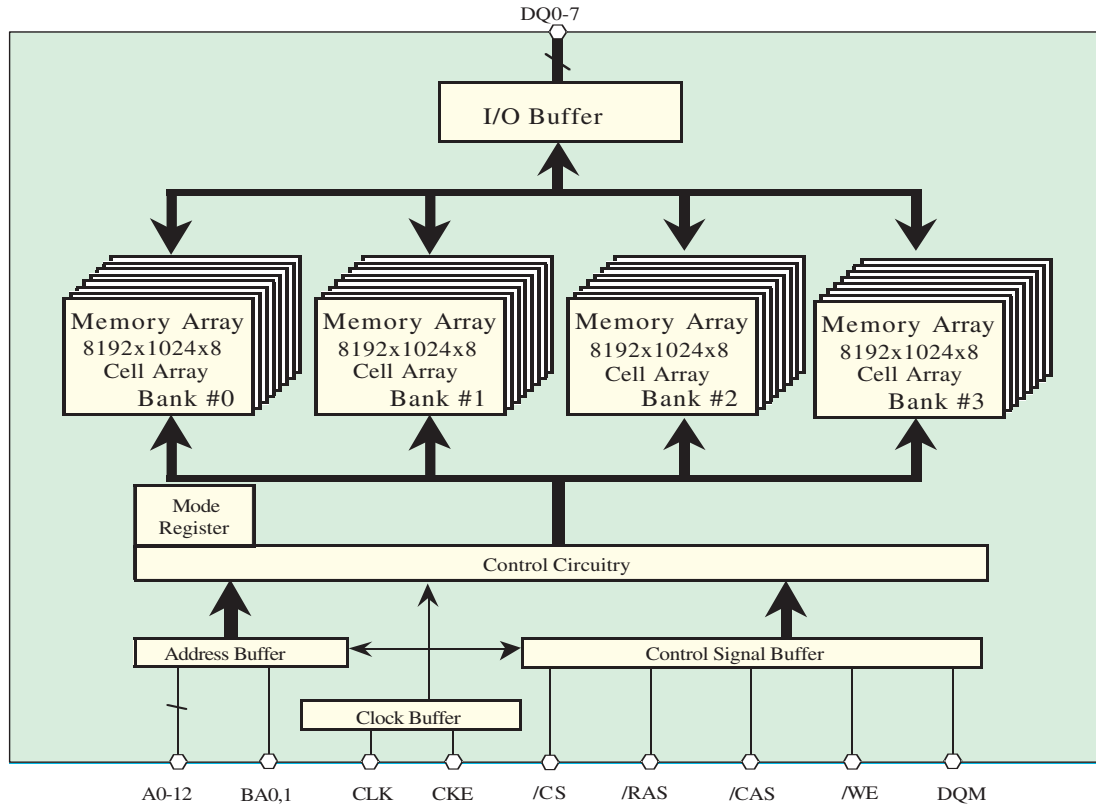 DQ0-7
I/O Buffer
Memory Array
8192x1024x8
Cell Array
Bank #0
Memory Array
8192x1024x8
Cell Array
Bank #1
Memory Array
8192x1024x8
Cell Array
Bank #2
Memory Array
8192x1024x8
Cell Array
Bank #3
Mode
Register
Control Circuitry
Address Buffer
Control Signal Buffer
Clock Buffer
A0-12
BA0,1
CLK
CKE
/CS
/RAS
/CAS
/WE
DQM